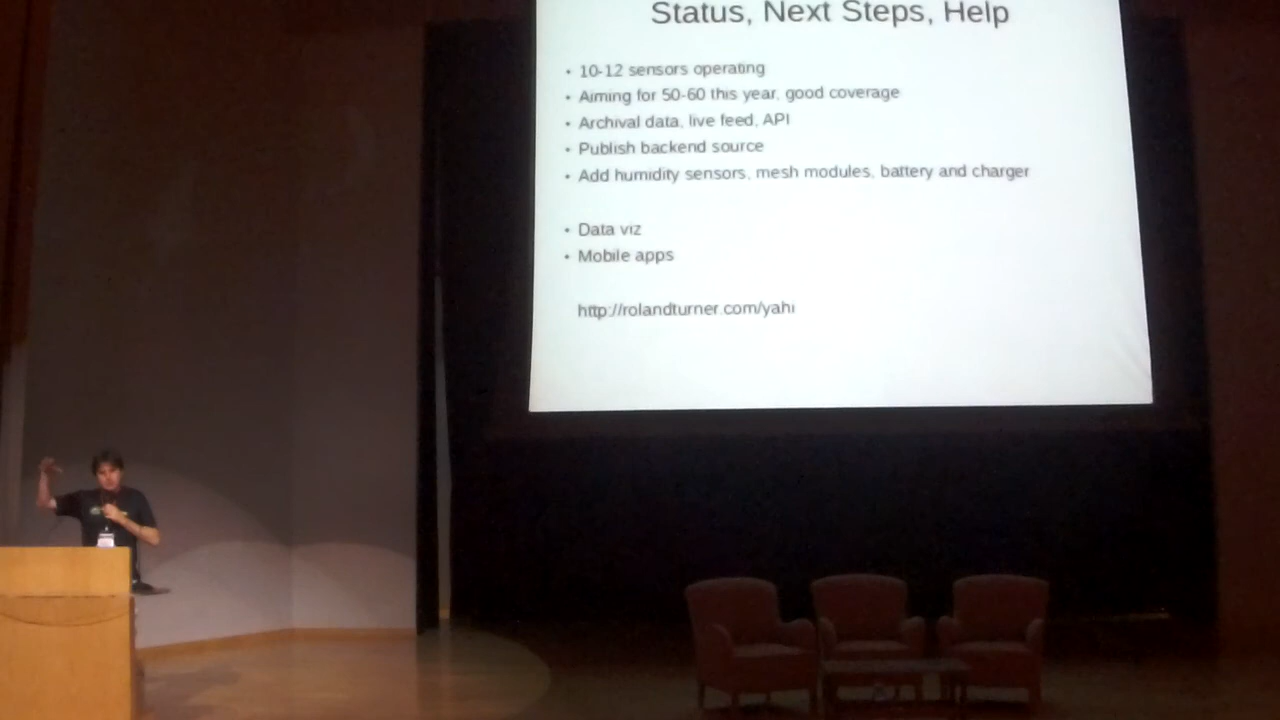 Status, Next Steps, Help
• 10-12 sensors operating
• Aiming for 50-60 this year, good coverage
• Archival data, live feed, API
• Publish backend source
• Add humidity sensors, mesh modules, battery and charger
• Data viz
• Mobile apps
http://rolandturner.com/yahi